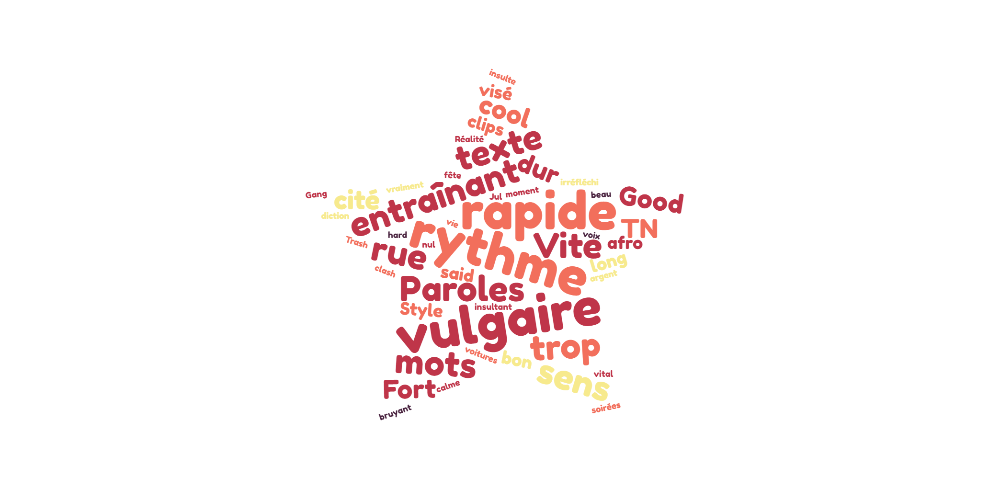 insulte
visé
cool
clips
texte
Réalité
dur
entraînant
fête
vraiment
irréfléchi
Gang
cité
Jul
moment
beau
Good
diction
rapide
vie
TN
hard
rythme
Vite
voix
afro
Trash
nul
rue
long
clash
said
argent
Paroles
Style
insultant
vulgaire
trop
voitures
bon
mots
sens
vital
Fort
calme
soirées
bruyant